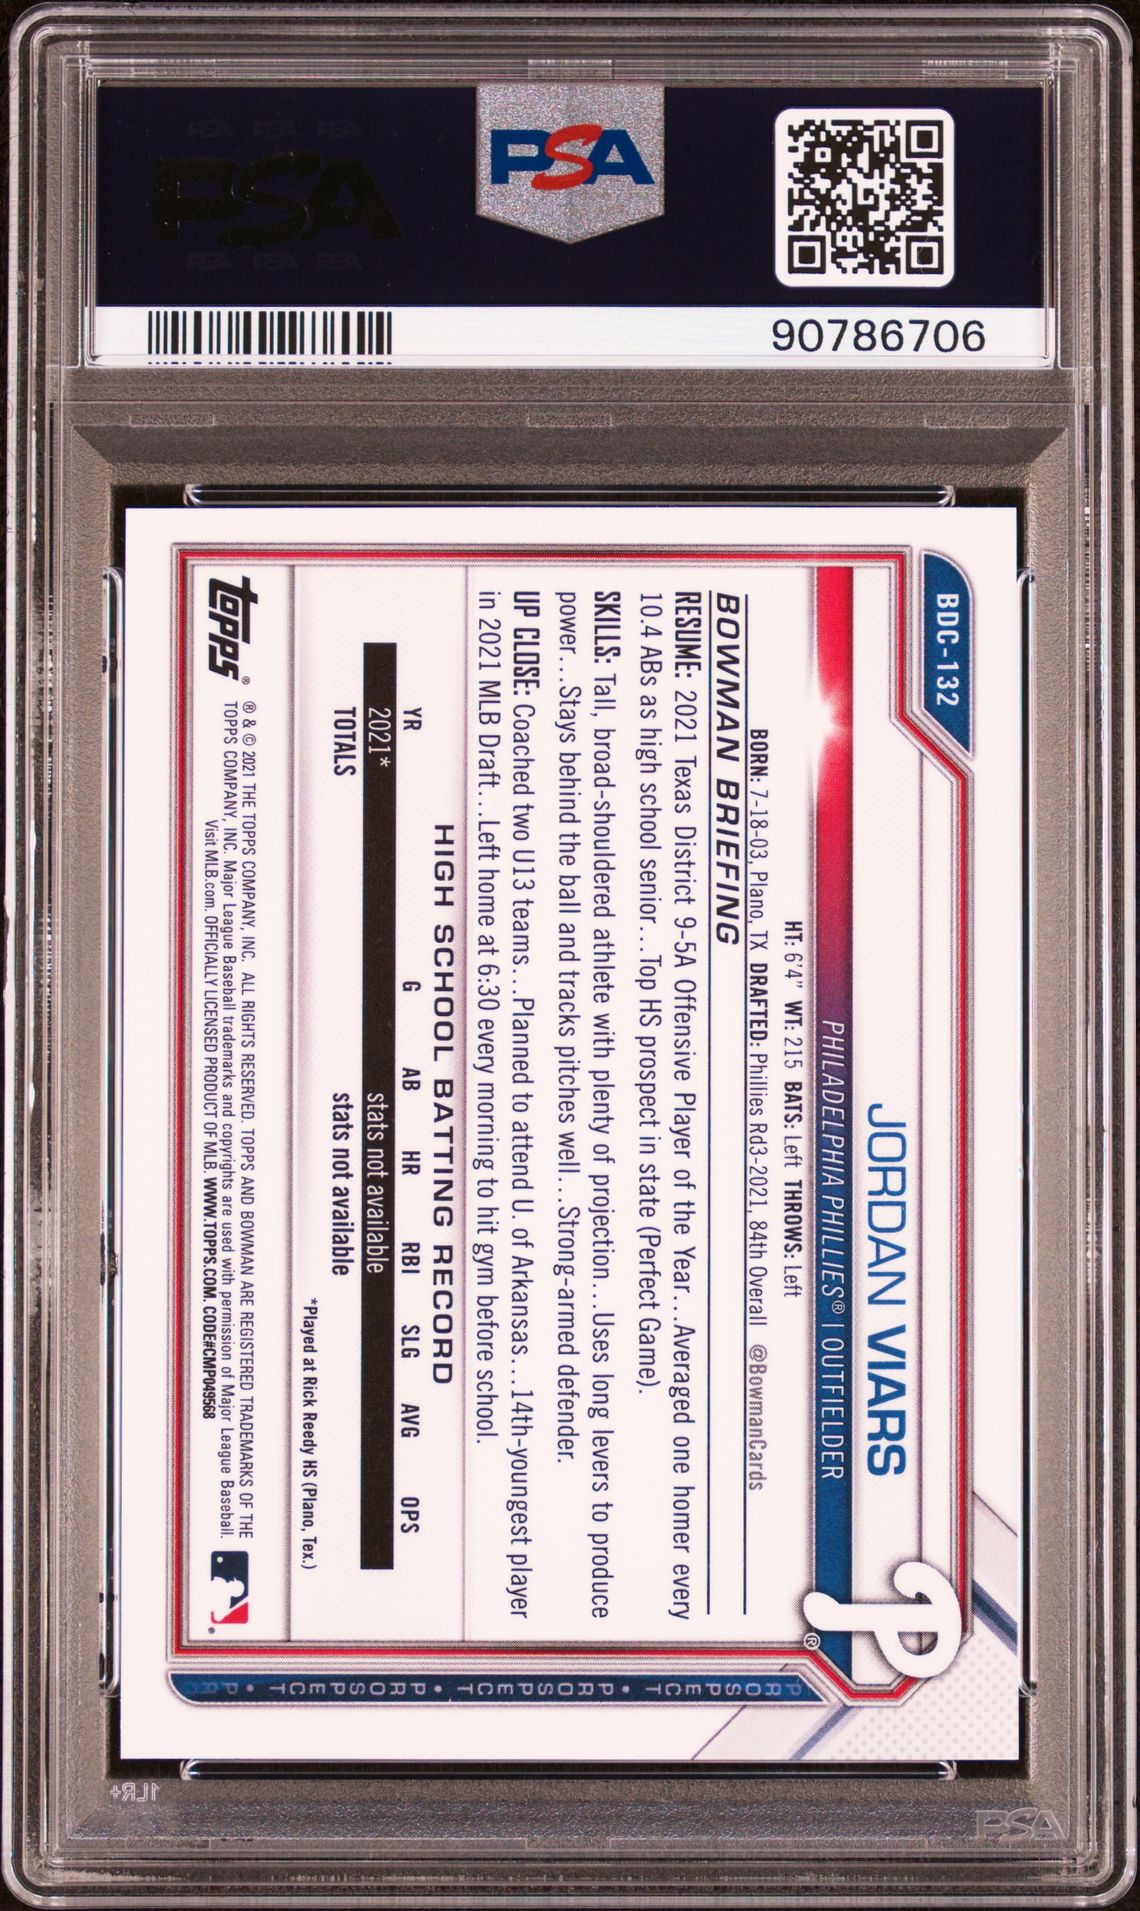 PSA PSA PSA
PSA
PSA PSA PSA
PSA
90786706
BDC-132
JORDAN VIARS
PHILADELPHIA PHILLIES® | OUTFIELDER
P
®
HT: 6'4" WT: 215 BATS: Left THROWS: Left
BORN: 7-18-03, Plano, TX DRAFTED: Phillies Rd3-2021, 84th Overall @BowmanCards
BOWMAN BRIEFING
RESUME: 2021 Texas District 9-5A Offensive Player of the Year...Averaged one homer every
10.4 ABs as high school senior...Top HS prospect in state (Perfect Game).
SKILLS: Tall, broad-shouldered athlete with plenty of projection...Uses long levers to produce
power...Stays behind the ball and tracks pitches well...Strong-armed defender.
UP CLOSE: Coached two U13 teams...Planned to attend U. of Arkansas...14th-youngest player
in 2021 MLB Draft...Left home at 6:30 every morning to hit gym before school.
HIGH SCHOOL BATTING RECORD
YR G AB HR RBI SLG AVG OPS
2021* stats not available
TOTALS stats not available
*Played at Rick Reedy HS (Plano, Tex.)
topps®
® & © 2021 THE TOPPS COMPANY, INC. ALL RIGHTS RESERVED. TOPPS AND BOWMAN ARE REGISTERED TRADEMARKS OF THE
TOPPS COMPANY, INC. Major League Baseball trademarks and copyrights are used with permission of Major League Baseball.
Visit MLB.com. OFFICIALLY LICENSED PRODUCT OF MLB. WWW.TOPPS.COM. CODE#CMP049568
®
PROSPECT • PROSPECT • PROSPECT • PR
1LR+
PSA